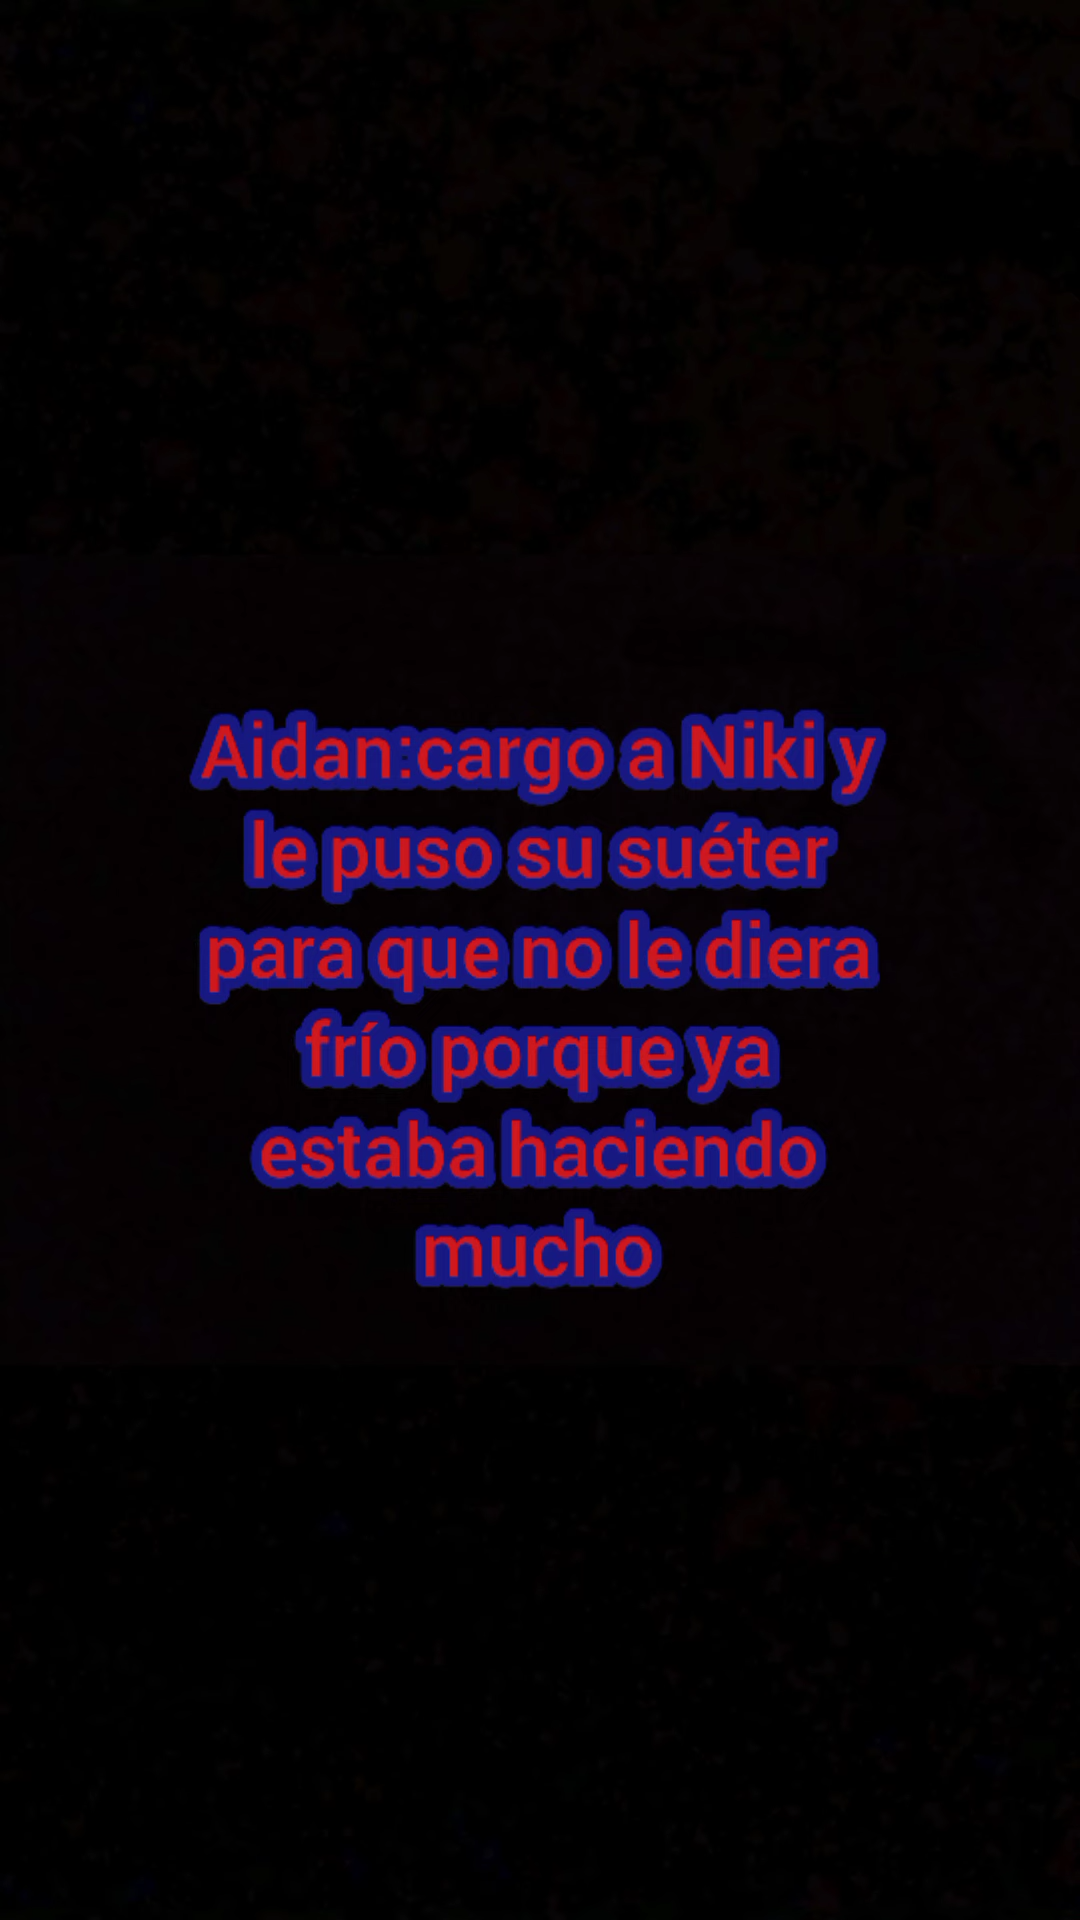 Aidan:cargo a Niki y
le puso su suéter
para que no le diera
frío porque ya
estaba haciendo
mucho